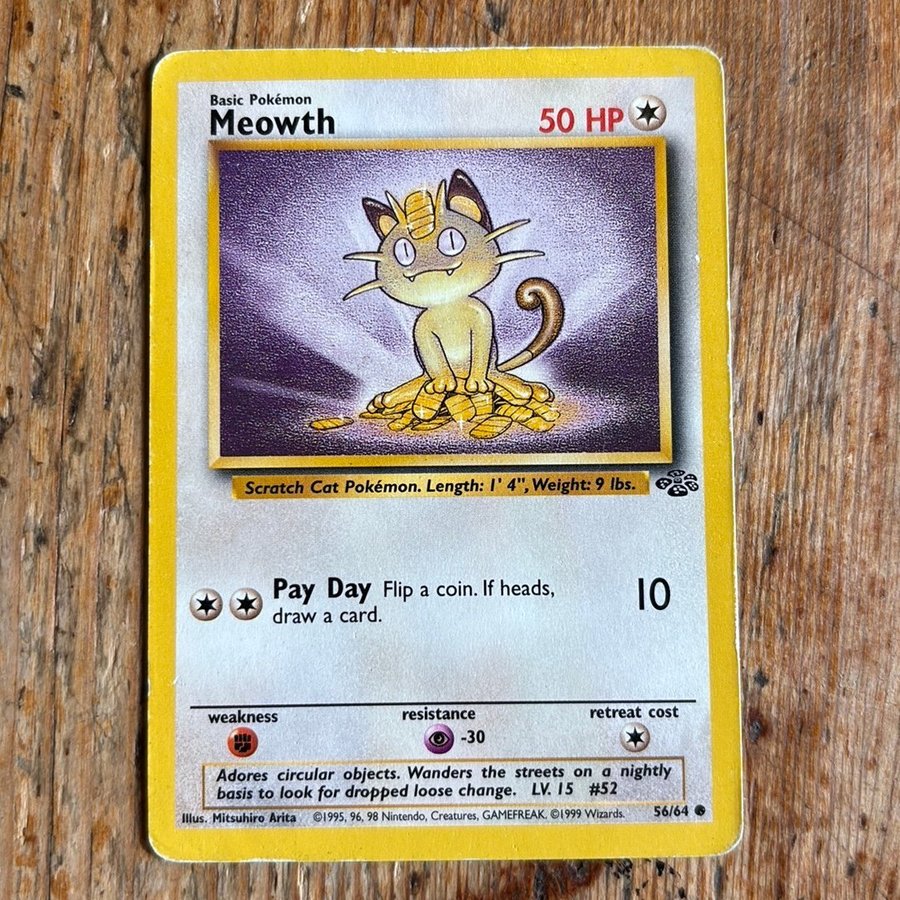 Basic Pokémon
Meowth
50 HP
Scratch Cat Pokémon. Length: 1' 4", Weight: 9 lbs.
Pay Day Flip a coin. If heads,
draw a card.
10
weakness
resistance
retreat cost
-30
Adores circular objects. Wanders the streets on a nightly
basis to look for dropped loose change. LV. 15 #52
Illus. Mitsuhiro Arita ©1995, 96, 98 Nintendo, Creatures, GAMEFREAK. ©1999 Wizards. 56/64